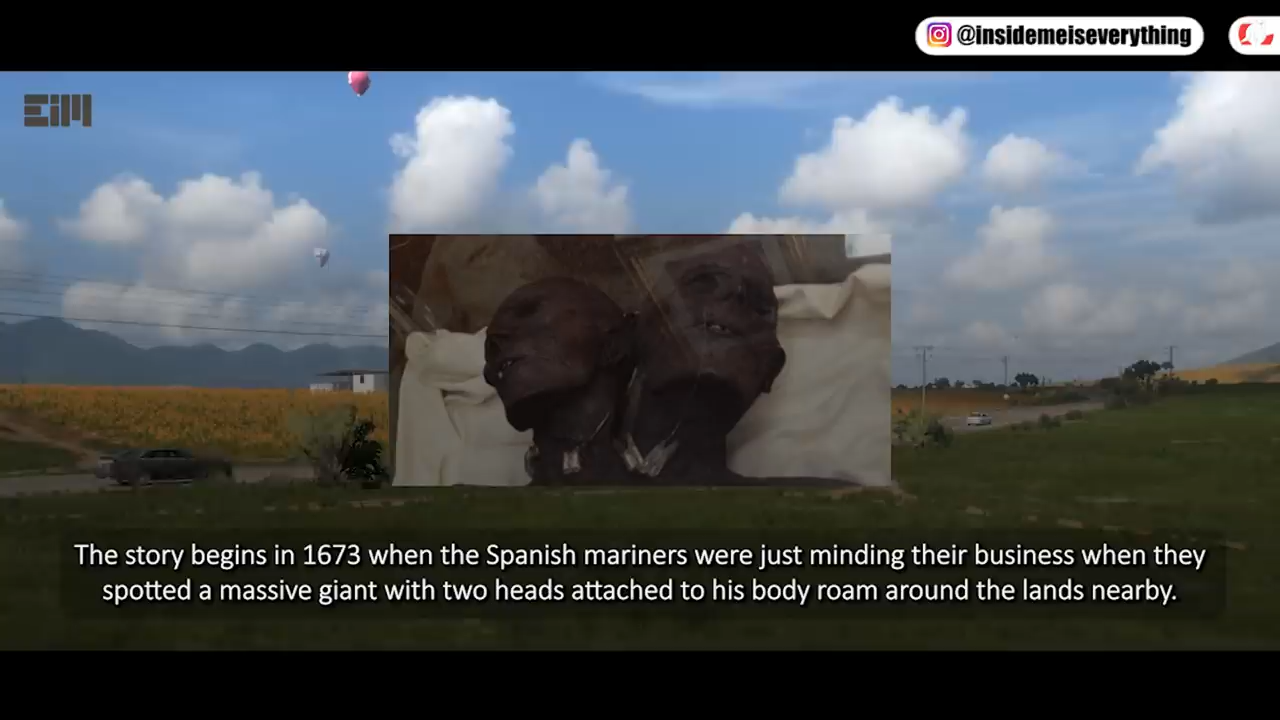 @insidemeiseverything
EiM
The story begins in 1673 when the Spanish mariners were just minding their business when they
spotted a massive giant with two heads attached to his body roam around the lands nearby.